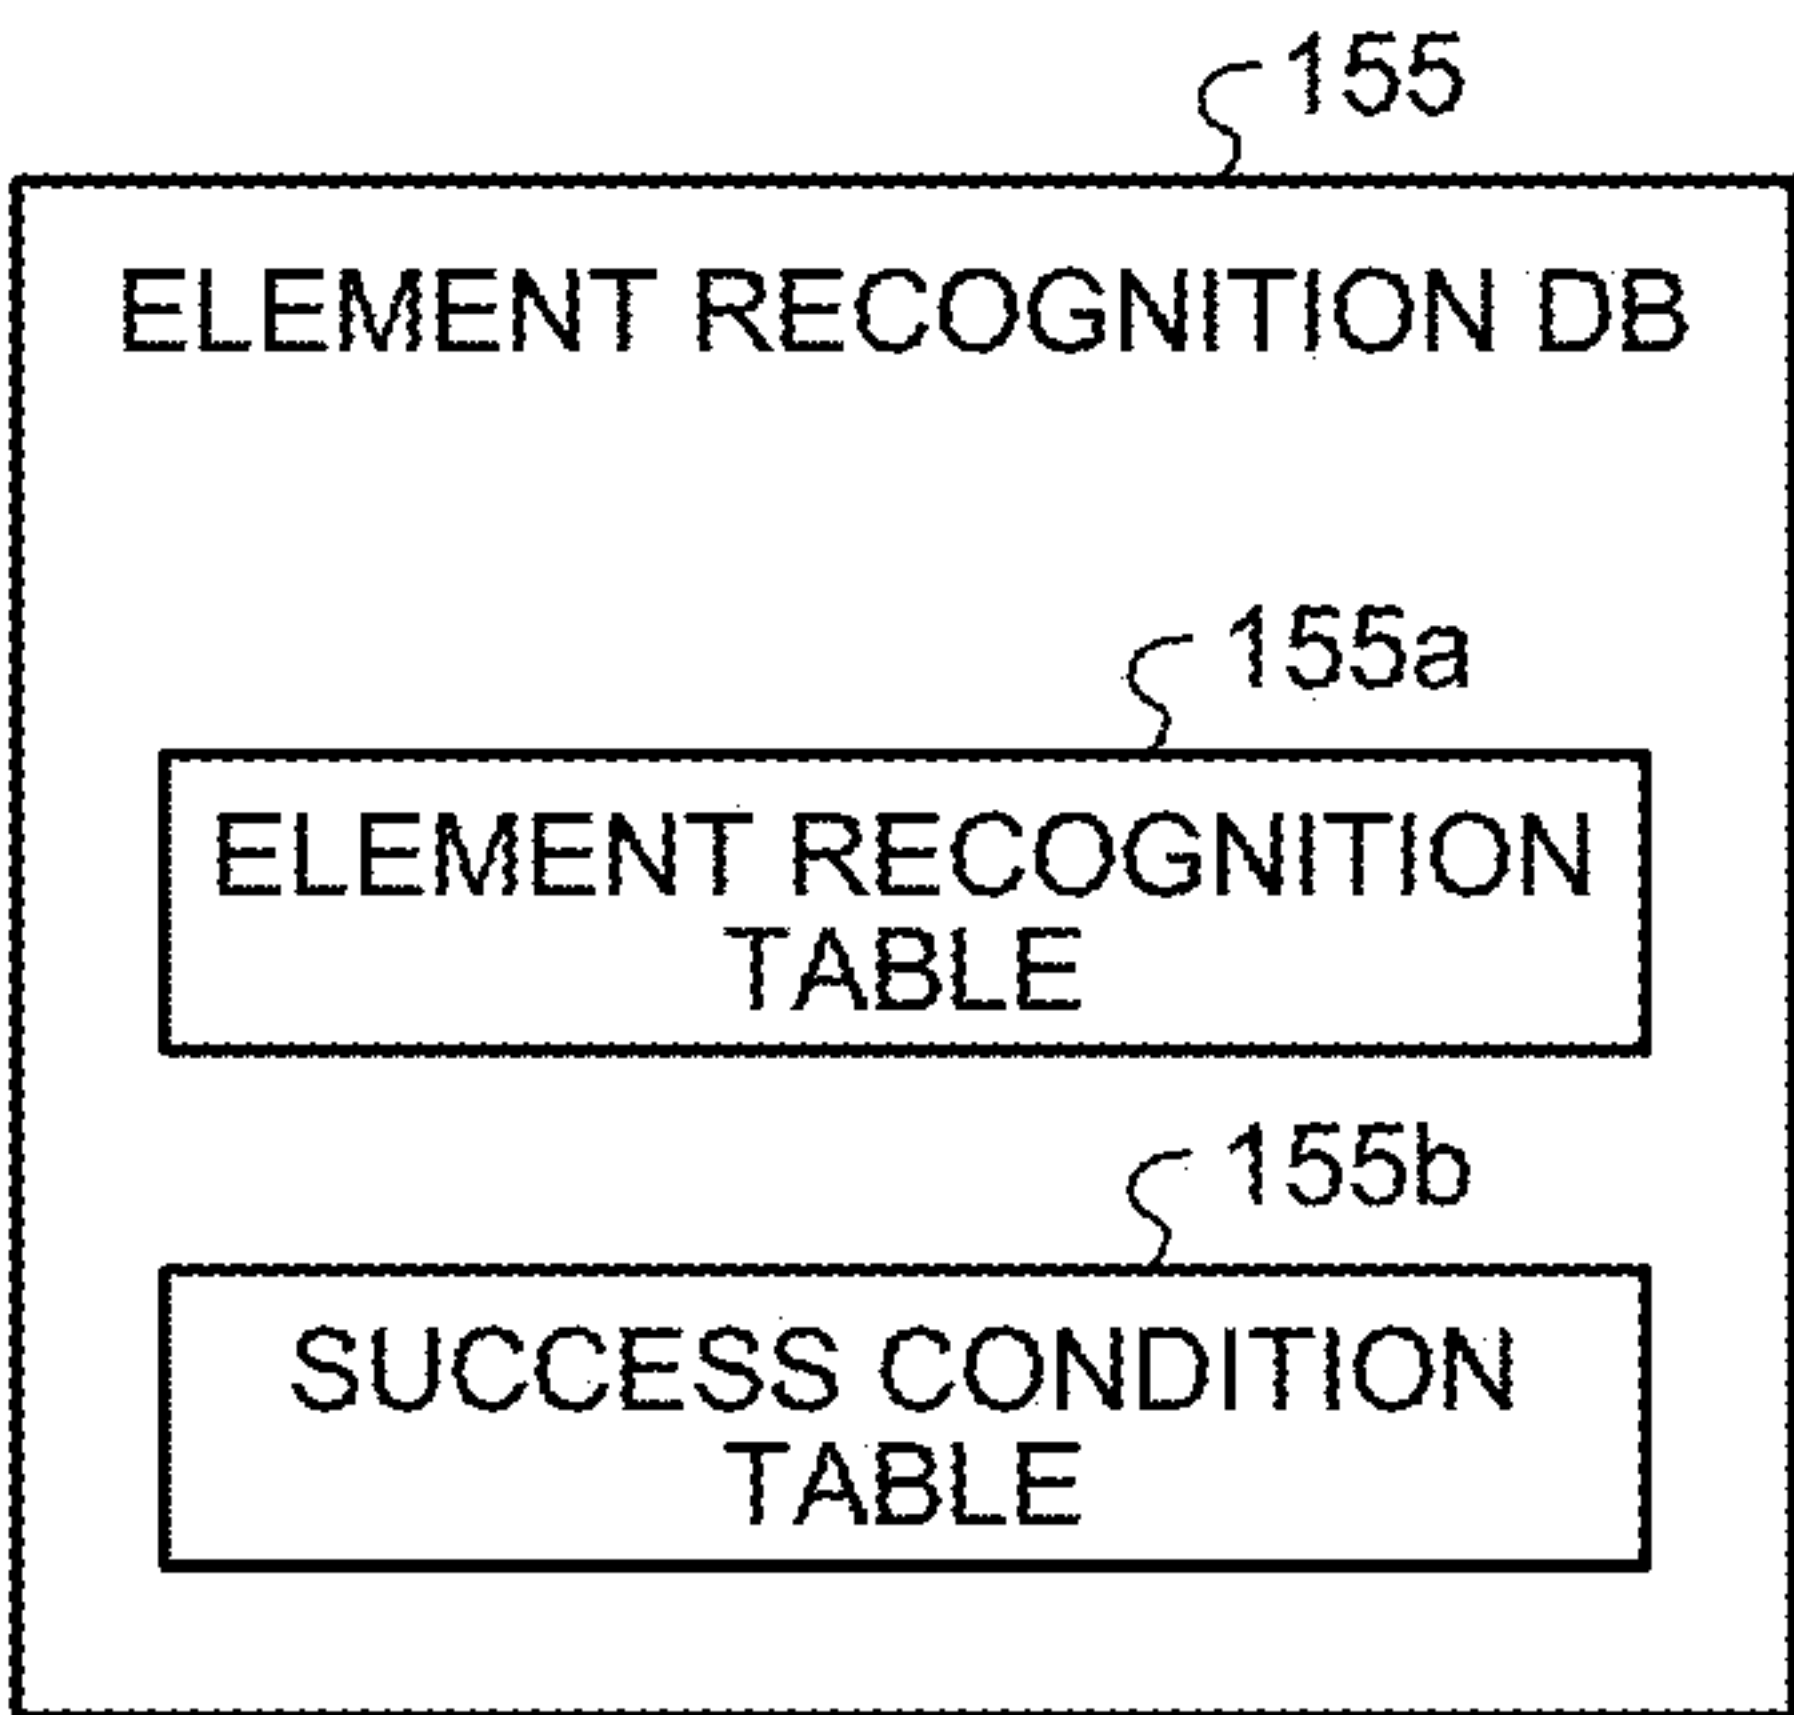 155
ELEMENT RECOGNITION DB
155a
ELEMENT RECOGNITION
TABLE
155b
SUCCESS CONDITION
TABLE